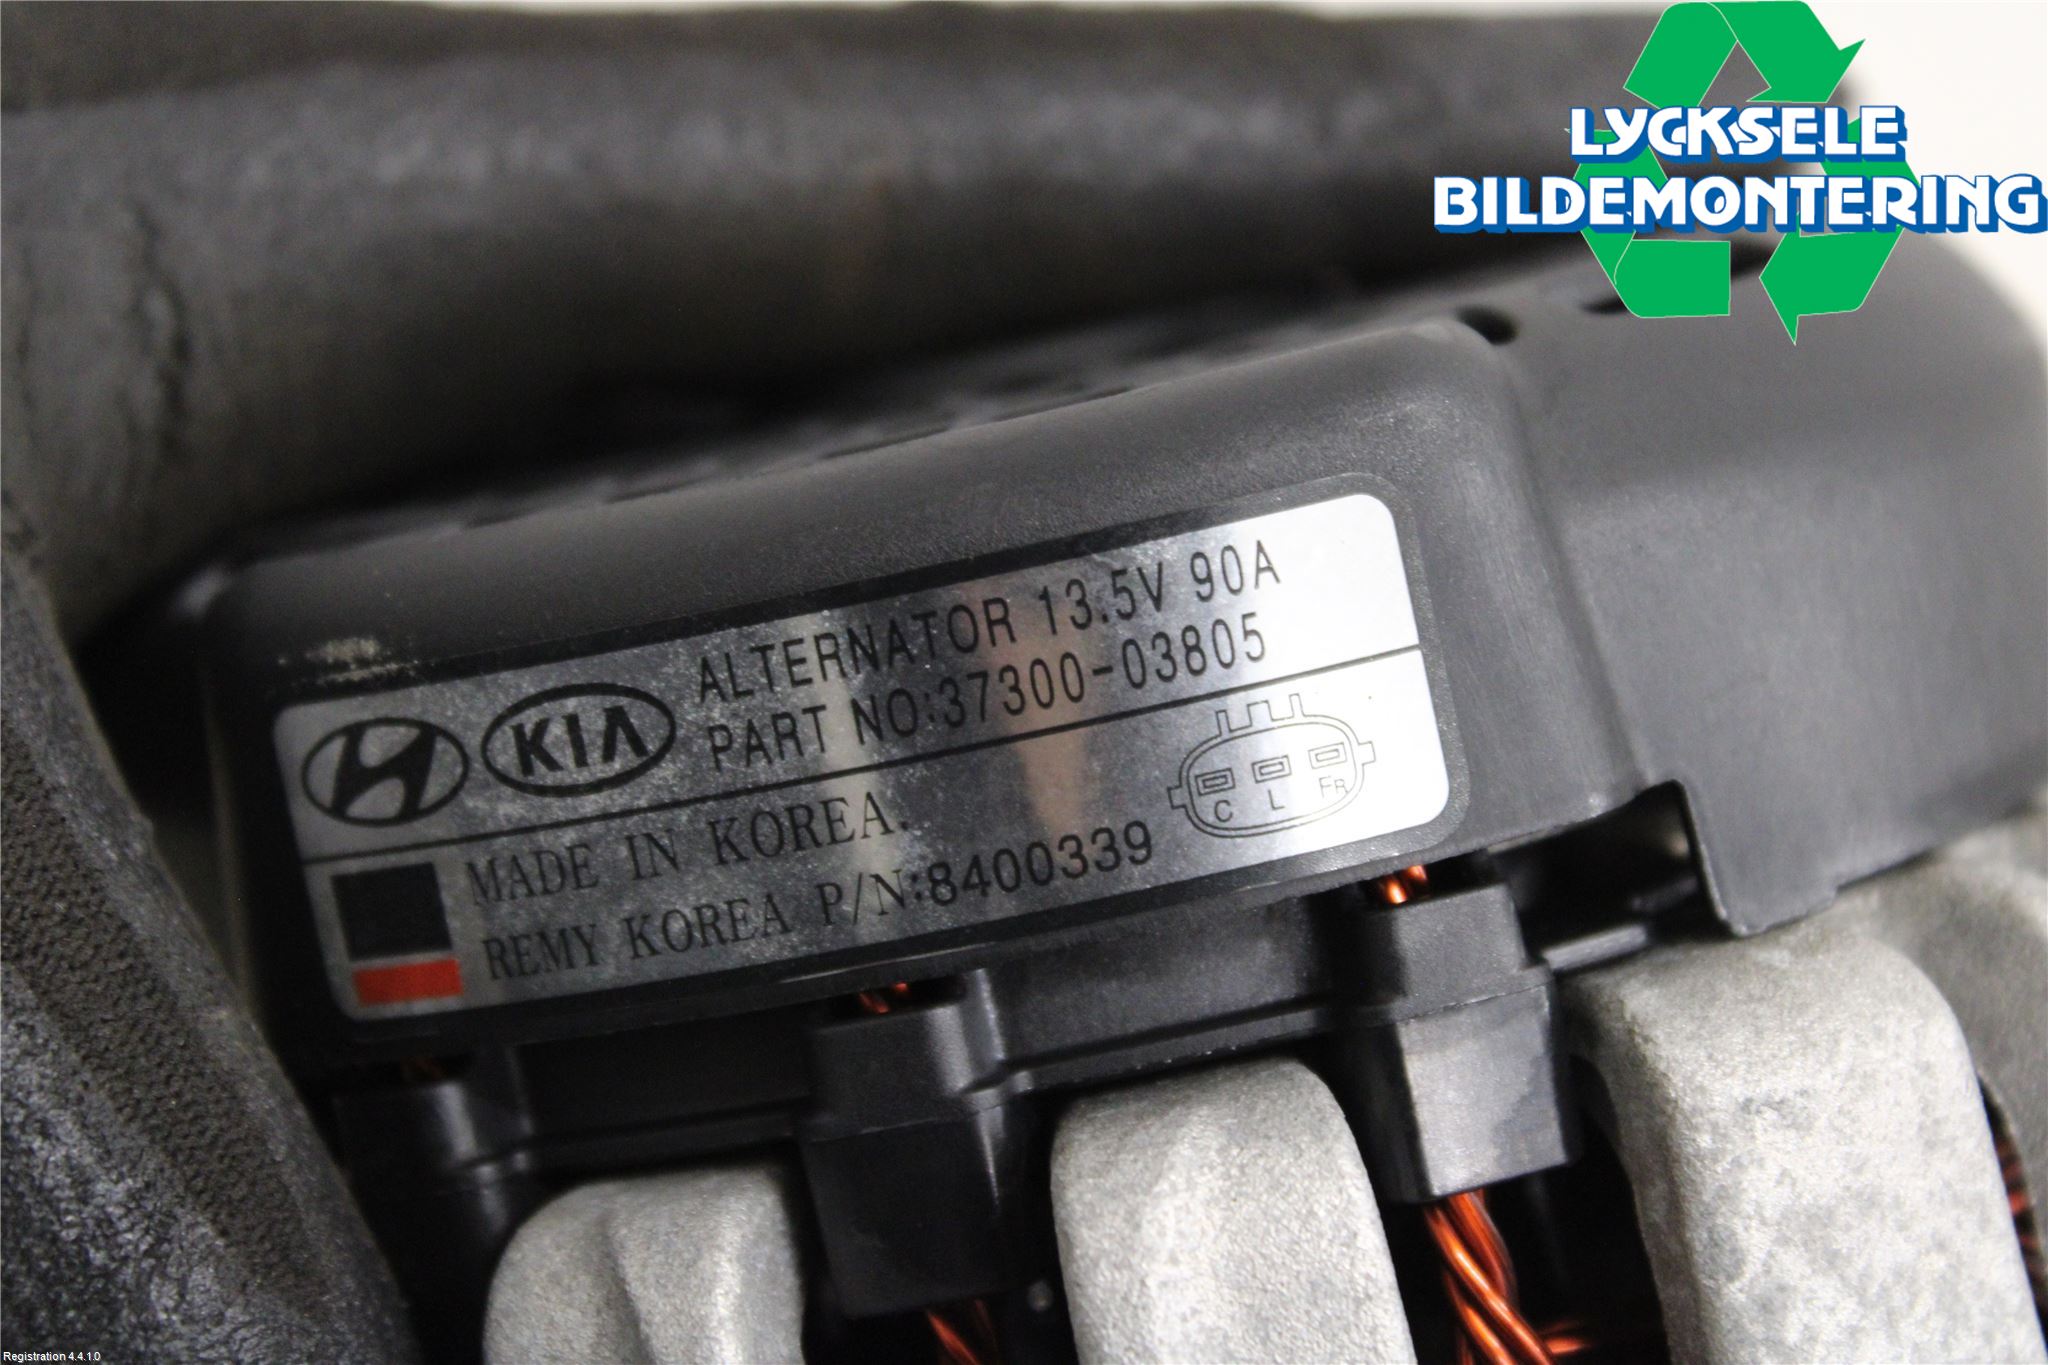 LYCKSELE
BILDEMONTERING
ALTERNATOR 13.5V 90A
KIA PART NO:37300-03805
MADE IN KOREA.
C L FR
REMY KOREA P/N:8400339
Registration 4.4.1.0